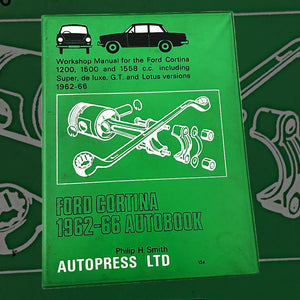 Workshop Manual for the Ford Cortina
1200, 1500 and 1558 c.c. including
Super, de luxe, G.T. and Lotus versions
1962-66
FORD CORTINA
1962-66 AUTOBOOK
Philip H. Smith
AUTOPRESS LTD